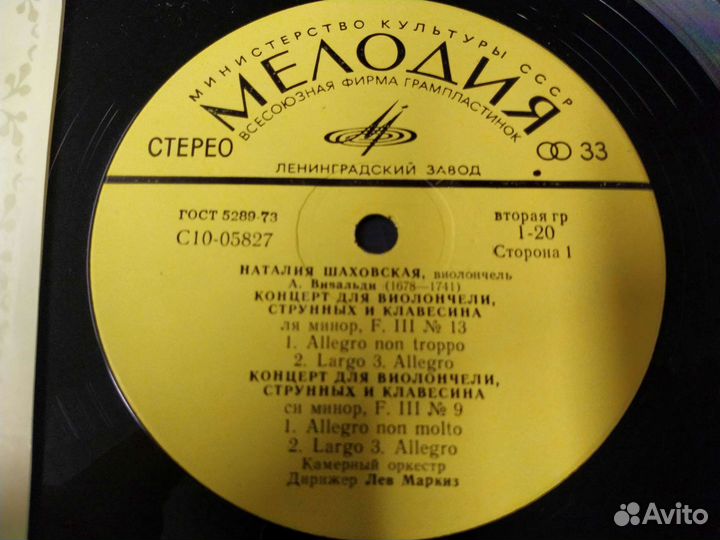 МИНИСТЕРСТВО КУЛЬТУРЫ СССР
МЕЛОДИЯ
ВСЕСОЮЗНАЯ ФИРМА ГРАМПЛАСТИНОК
СТЕРЕО
33
ЛЕНИНГРАДСКИЙ ЗАВОД
ГОСТ 5289-73
вторая гр
С10-05827
1-20
Сторона 1
НАТАЛИЯ ШАХОВСКАЯ, виолончель
А. Вивальди (1678—1741)
КОНЦЕРТ ДЛЯ ВИОЛОНЧЕЛИ,
СТРУННЫХ И КЛАВЕСИНА
ля минор, F. III № 13
1. Allegro non troppo
2. Largo 3. Allegro
КОНЦЕРТ ДЛЯ ВИОЛОНЧЕЛИ,
СТРУННЫХ И КЛАВЕСИНА
си минор, F. III № 9
1. Allegro non molto
2. Largo 3. Allegro
Камерный оркестр
Дирижер Лев Маркиз
Avito